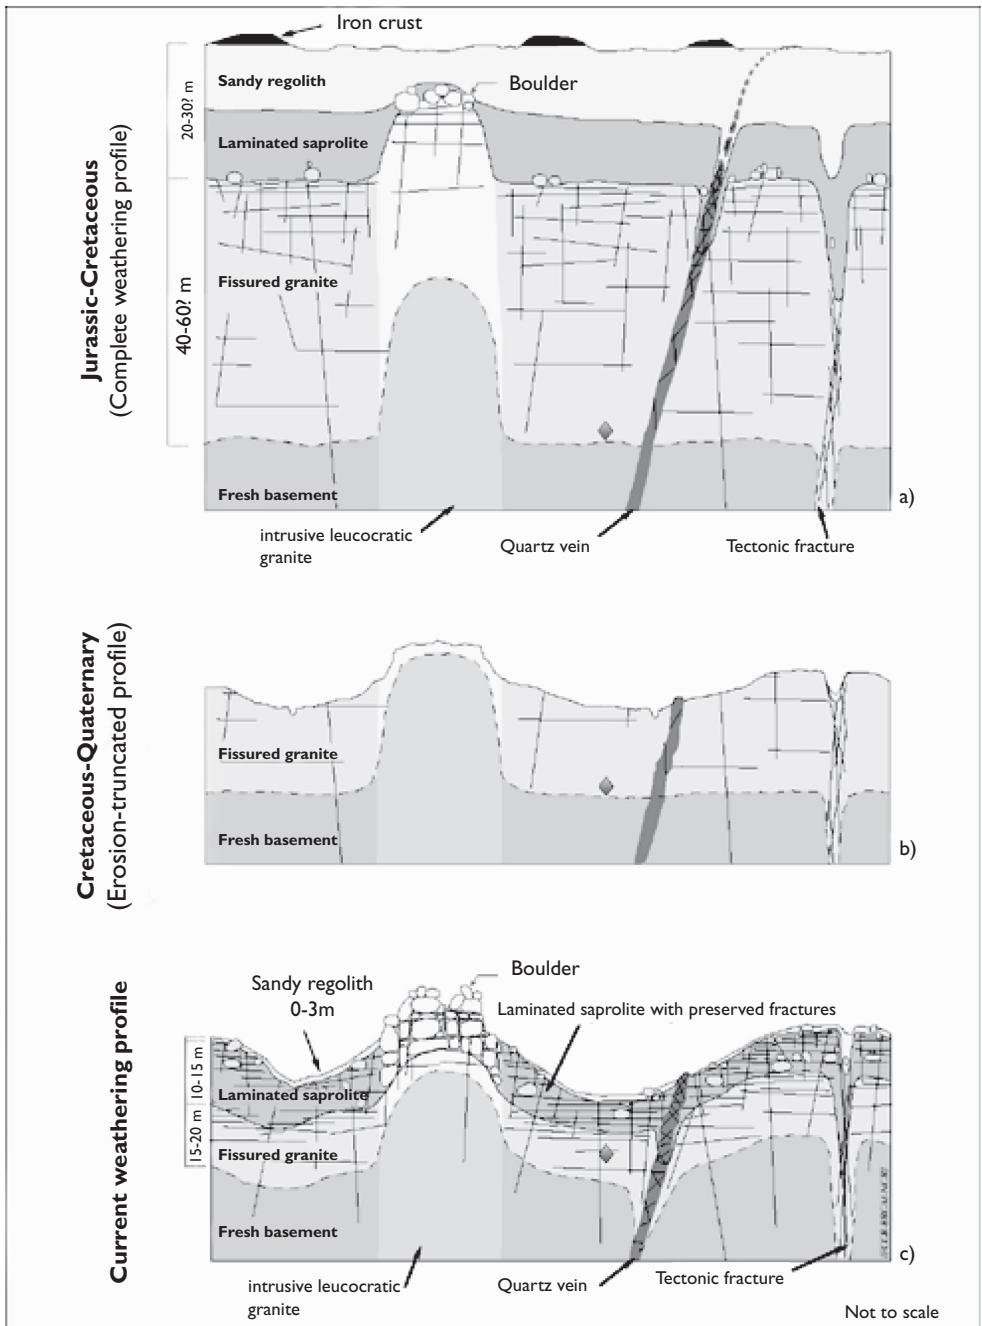 Iron crust
Jurassic-Cretaceous
(Complete weathering profile)
20-30? m
40-60? m
Sandy regolith
Boulder
Laminated saprolite
Fissured granite
Fresh basement
a)
intrusive leucocratic
granite
Quartz vein
Tectonic fracture
Cretaceous-Quaternary
(Erosion-truncated profile)
Fissured granite
Fresh basement
b)
Current weathering profile
Sandy regolith
0-3m
Boulder
Laminated saprolite with preserved fractures
10-15 m
15-20 m
Laminated saprolite
Fissured granite
Fresh basement
c)
intrusive leucocratic
granite
Quartz vein
Tectonic fracture
Not to scale